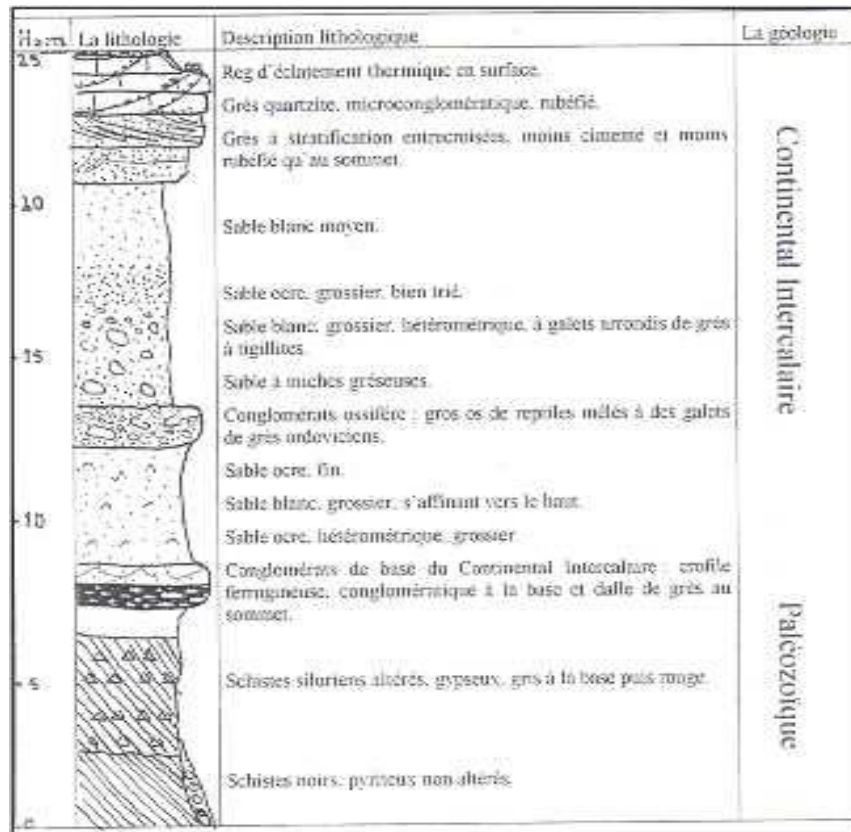 H en m
La lithologie
Description lithologique
La géologie
25
Reg d'éclatement thermique en surface.
Grès quartzite, microconglomératique, rubéfié.
Grès à stratification entrecroisées, moins cimenté et moins
rubéfié qu'au sommet.
Sable blanc moyen.
Sable ocre, grossier, bien trié.
Sable blanc, grossier, hétérométrique, à galets arrondis de grès
à tigillites.
15
Sable à miches gréseuses.
Conglomérats ossifère : gros os de reptiles mêlés à des galets
de grès ordoviciens.
Sable ocre, fin.
Sable blanc, grossier, s'affinant vers le haut.
10
Sable ocre, hétérométrique, grossier
Conglomérats de base du Continental Intercalaire : croûte
ferrugineuse, conglomératique à la base et dalle de grès au
sommet.
Schistes siluriens altérés, gypseux, gris à la base puis rouge.
Schistes noirs, pyriteux non altérés.
Continental Intercalaire
Paléozoïque